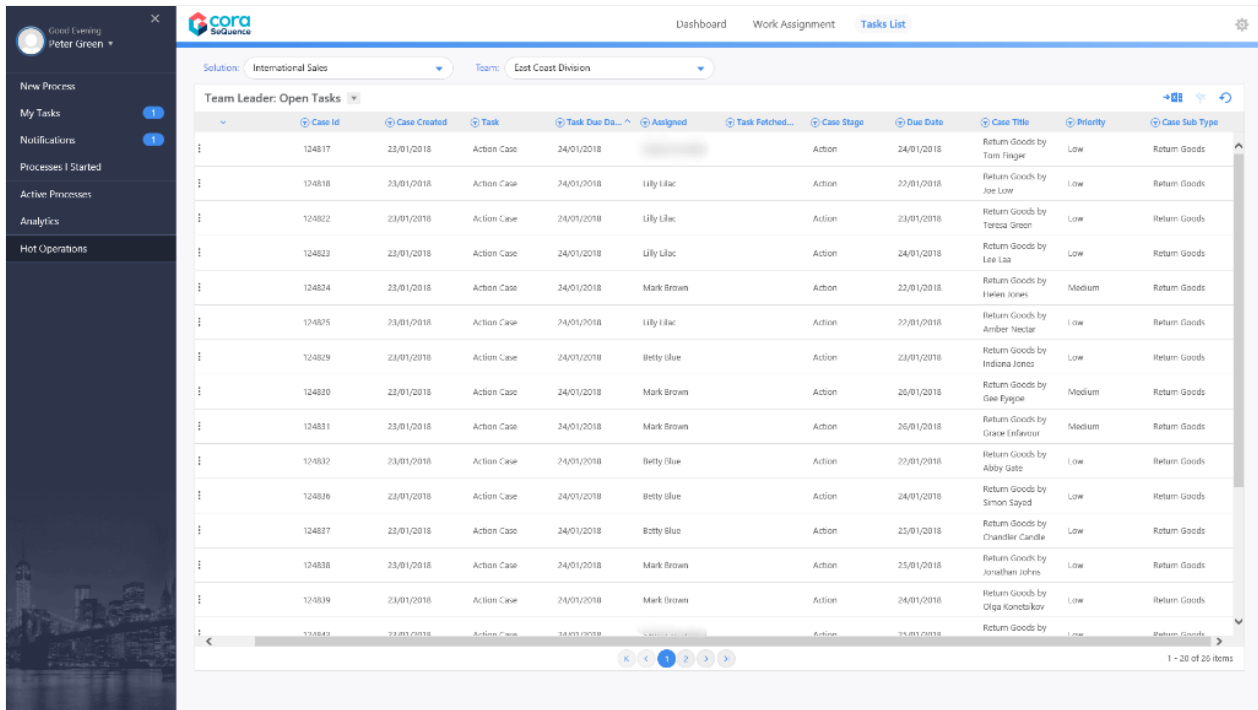 Good Evening
Peter Green
New Process
My Tasks 1
Notifications 1
Processes I Started
Active Processes
Analytics
Hot Operations
cora
SeQuence
Dashboard Work Assignment Tasks List
Solution: International Sales Team: East Coast Division
Team Leader: Open Tasks
Case Id Case Created Task Task Due Da... Assigned Task Fetched... Case Stage Due Date Case Title Priority Case Sub Type
124817 23/01/2018 Action Case 24/01/2018 Action 24/01/2018 Return Goods by Tom Finger Low Return Goods
124818 23/01/2018 Action Case 24/01/2018 Lilly Lilac Action 22/01/2018 Return Goods by Joe Low Low Return Goods
124822 23/01/2018 Action Case 24/01/2018 Lilly Lilac Action 23/01/2018 Return Goods by Teresa Green Low Return Goods
124823 23/01/2018 Action Case 24/01/2018 Lilly Lilac Action 24/01/2018 Return Goods by Lee Laa Low Return Goods
124824 23/01/2018 Action Case 24/01/2018 Mark Brown Action 22/01/2018 Return Goods by Helen Jones Medium Return Goods
124825 23/01/2018 Action Case 24/01/2018 Lilly Lilac Action 22/01/2018 Return Goods by Amber Nectar Low Return Goods
124829 23/01/2018 Action Case 24/01/2018 Betty Blue Action 23/01/2018 Return Goods by Indiana Jones Low Return Goods
124830 23/01/2018 Action Case 24/01/2018 Mark Brown Action 26/01/2018 Return Goods by Gee Eyejoe Medium Return Goods
124831 23/01/2018 Action Case 24/01/2018 Mark Brown Action 26/01/2018 Return Goods by Grace Enfavour Medium Return Goods
124832 23/01/2018 Action Case 24/01/2018 Betty Blue Action 22/01/2018 Return Goods by Abby Gate Low Return Goods
124836 23/01/2018 Action Case 24/01/2018 Betty Blue Action 24/01/2018 Return Goods by Simon Sayed Low Return Goods
124837 23/01/2018 Action Case 24/01/2018 Betty Blue Action 25/01/2018 Return Goods by Chandler Candle Low Return Goods
124838 23/01/2018 Action Case 24/01/2018 Mark Brown Action 25/01/2018 Return Goods by Jonathan Johns Low Return Goods
124839 23/01/2018 Action Case 24/01/2018 Mark Brown Action 24/01/2018 Return Goods by Olga Konetsikov Low Return Goods
23/01/2018 Action Case 24/01/2018 Action 25/01/2018 Return Goods by Low Return Goods
1 2
1 - 20 of 26 items